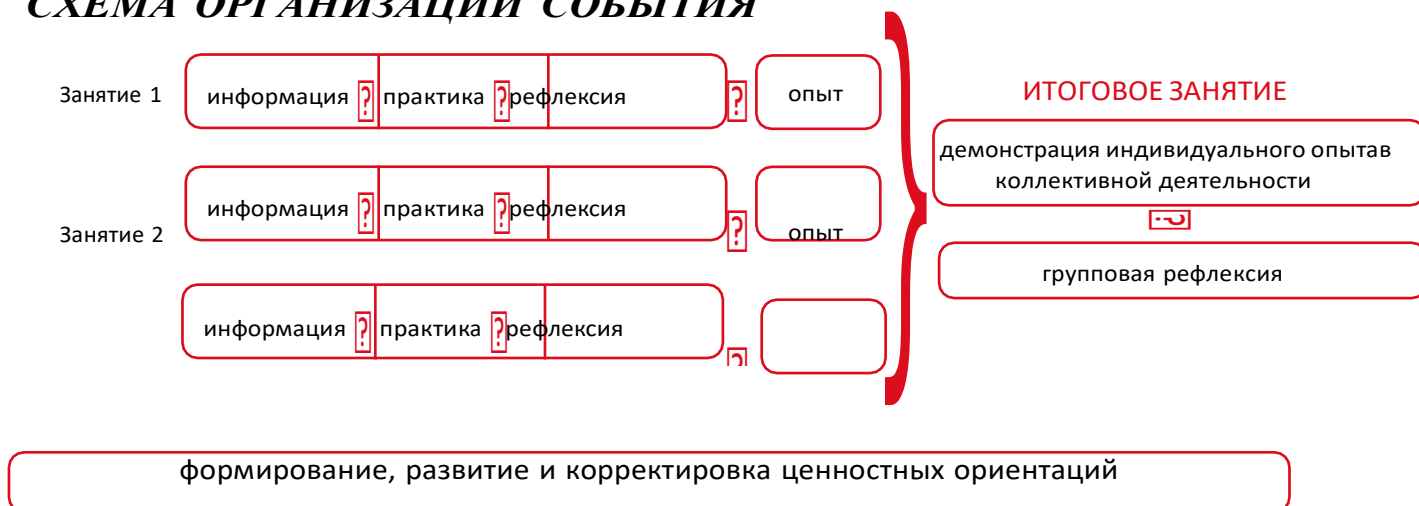 СХЕМА ОРГАНИЗАЦИИ СОБЫТИЯ
Занятие 1
информация ? практика ?рефлексия ? опыт
Занятие 2
информация ? практика ?рефлексия ? опыт
информация ? практика ?рефлексия ?
ИТОГОВОЕ ЗАНЯТИЕ
демонстрация индивидуального опытав
коллективной деятельности
?
групповая рефлексия
формирование, развитие и корректировка ценностных ориентаций